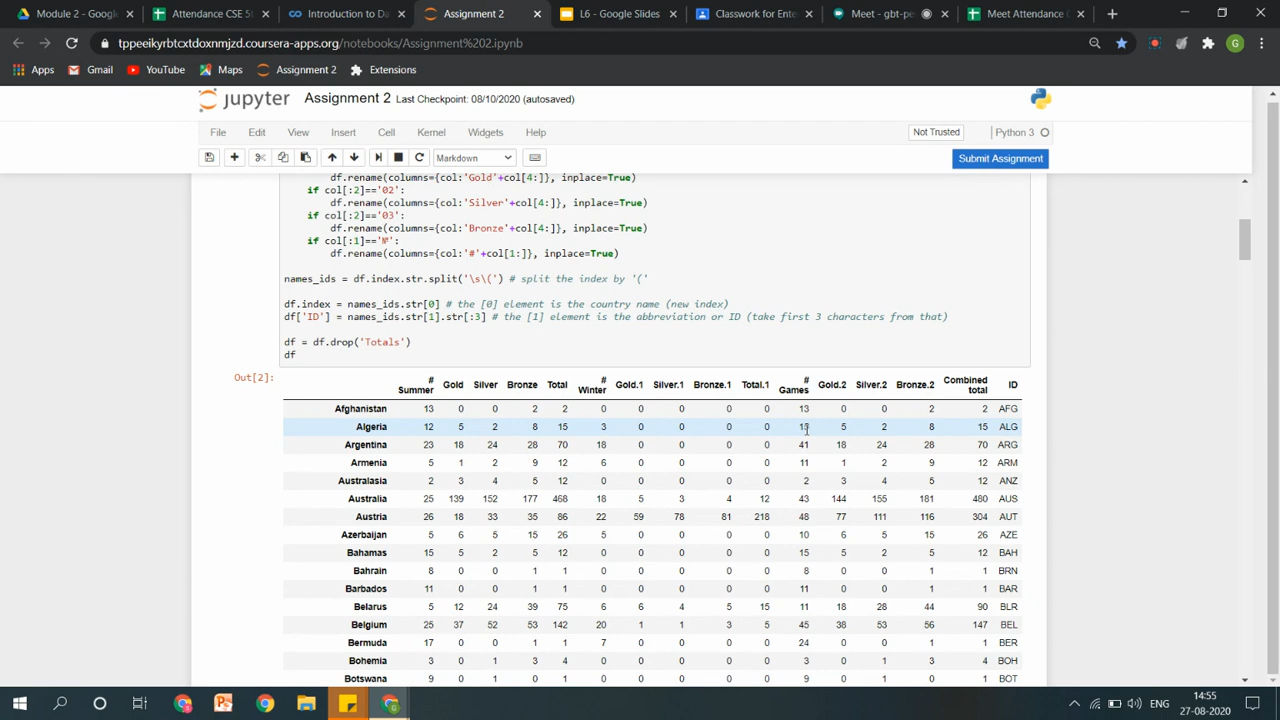 Module 2 - Google
Attendance CSE 5t
Introduction to Da
Assignment 2
L6 - Google Slides
Classwork for Ente
Meet - gbt-pe
Meet Attendance
tppeeikyrbtcxtdoxnmjzd.coursera-apps.org/notebooks/Assignment%202.ipynb
G
Apps Gmail YouTube Maps Assignment 2 Extensions
jupyter Assignment 2 Last Checkpoint: 08/10/2020 (autosaved)
File Edit View Insert Cell Kernel Widgets Help Not Trusted Python 3
Markdown Submit Assignment
df.rename(columns={col:'Gold'+col[4:]}, inplace=True)
if col[:2]=='02':
df.rename(columns={col:'Silver'+col[4:]}, inplace=True)
if col[:2]=='03':
df.rename(columns={col:'Bronze'+col[4:]}, inplace=True)
if col[:1]=='№':
df.rename(columns={col:'#'+col[1:]}, inplace=True)
names_ids = df.index.str.split('\s\(') # split the index by '('
df.index = names_ids.str[0] # the [0] element is the country name (new index)
df['ID'] = names_ids.str[1].str[:3] # the [1] element is the abbreviation or ID (take first 3 characters from that)
df = df.drop('Totals')
df
Out[2]:
# Summer Gold Silver Bronze Total # Winter Gold.1 Silver.1 Bronze.1 Total.1 # Games Gold.2 Silver.2 Bronze.2 Combined total ID
Afghanistan 13 0 0 2 2 0 0 0 0 0 13 0 0 2 2 AFG
Algeria 12 5 2 8 15 3 0 0 0 0 15 5 2 8 15 ALG
Argentina 23 18 24 28 70 18 0 0 0 0 41 18 24 28 70 ARG
Armenia 5 1 2 9 12 6 0 0 0 0 11 1 2 9 12 ARM
Australasia 2 3 4 5 12 0 0 0 0 0 2 3 4 5 12 ANZ
Australia 25 139 152 177 468 18 5 3 4 12 43 144 155 181 480 AUS
Austria 26 18 33 35 86 22 59 78 81 218 48 77 111 116 304 AUT
Azerbaijan 5 6 5 15 26 5 0 0 0 0 10 6 5 15 26 AZE
Bahamas 15 5 2 5 12 0 0 0 0 0 15 5 2 5 12 BAH
Bahrain 8 0 0 1 1 0 0 0 0 0 8 0 0 1 1 BRN
Barbados 11 0 0 1 1 0 0 0 0 0 11 0 0 1 1 BAR
Belarus 5 12 24 39 75 6 6 4 5 15 11 18 28 44 90 BLR
Belgium 25 37 52 53 142 20 1 1 3 5 45 38 53 56 147 BEL
Bermuda 17 0 0 1 1 7 0 0 0 0 24 0 0 1 1 BER
Bohemia 3 0 1 3 4 0 0 0 0 0 3 0 1 3 4 BOH
Botswana 9 0 1 0 1 0 0 0 0 0 9 0 1 0 1 BOT
ENG
14:55
27-08-2020